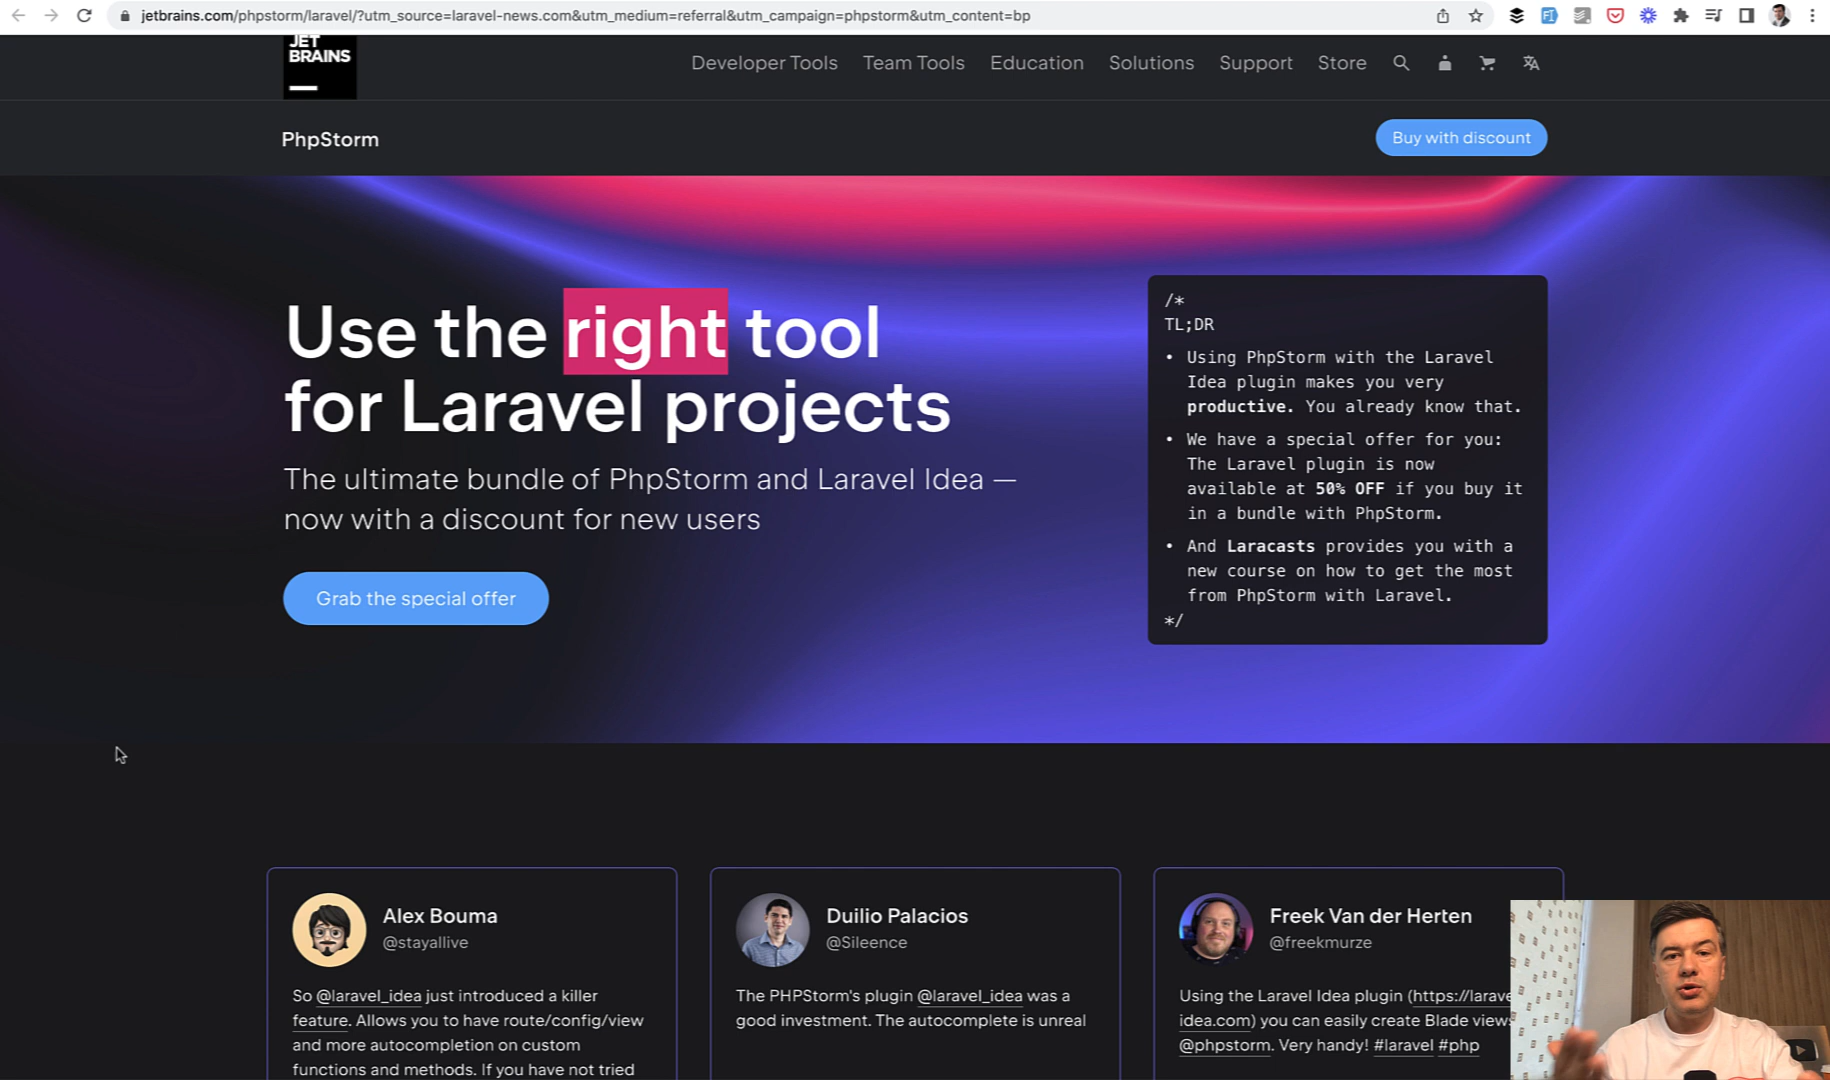 jetbrains.com/phpstorm/laravel/?utm_source=laravel-news.com&utm_medium=referral&utm_campaign=phpstorm&utm_content=bp
JET
BRAINS
Developer Tools Team Tools Education Solutions Support Store
PhpStorm
Buy with discount
Use the right tool
for Laravel projects
The ultimate bundle of PhpStorm and Laravel Idea —
now with a discount for new users
Grab the special offer
/*
TL;DR
• Using PhpStorm with the Laravel
Idea plugin makes you very
productive. You already know that.
• We have a special offer for you:
The Laravel plugin is now
available at 50% OFF if you buy it
in a bundle with PhpStorm.
• And Laracasts provides you with a
new course on how to get the most
from PhpStorm with Laravel.
*/
Alex Bouma
@stayallive
So @laravel_idea just introduced a killer
feature. Allows you to have route/config/view
and more autocompletion on custom
functions and methods. If you have not tried
Duilio Palacios
@Sileence
The PHPStorm's plugin @laravel_idea was a
good investment. The autocomplete is unreal
Freek Van der Herten
@freekmurze
Using the Laravel Idea plugin (https://larave
idea.com) you can easily create Blade views
@phpstorm. Very handy! #laravel #php